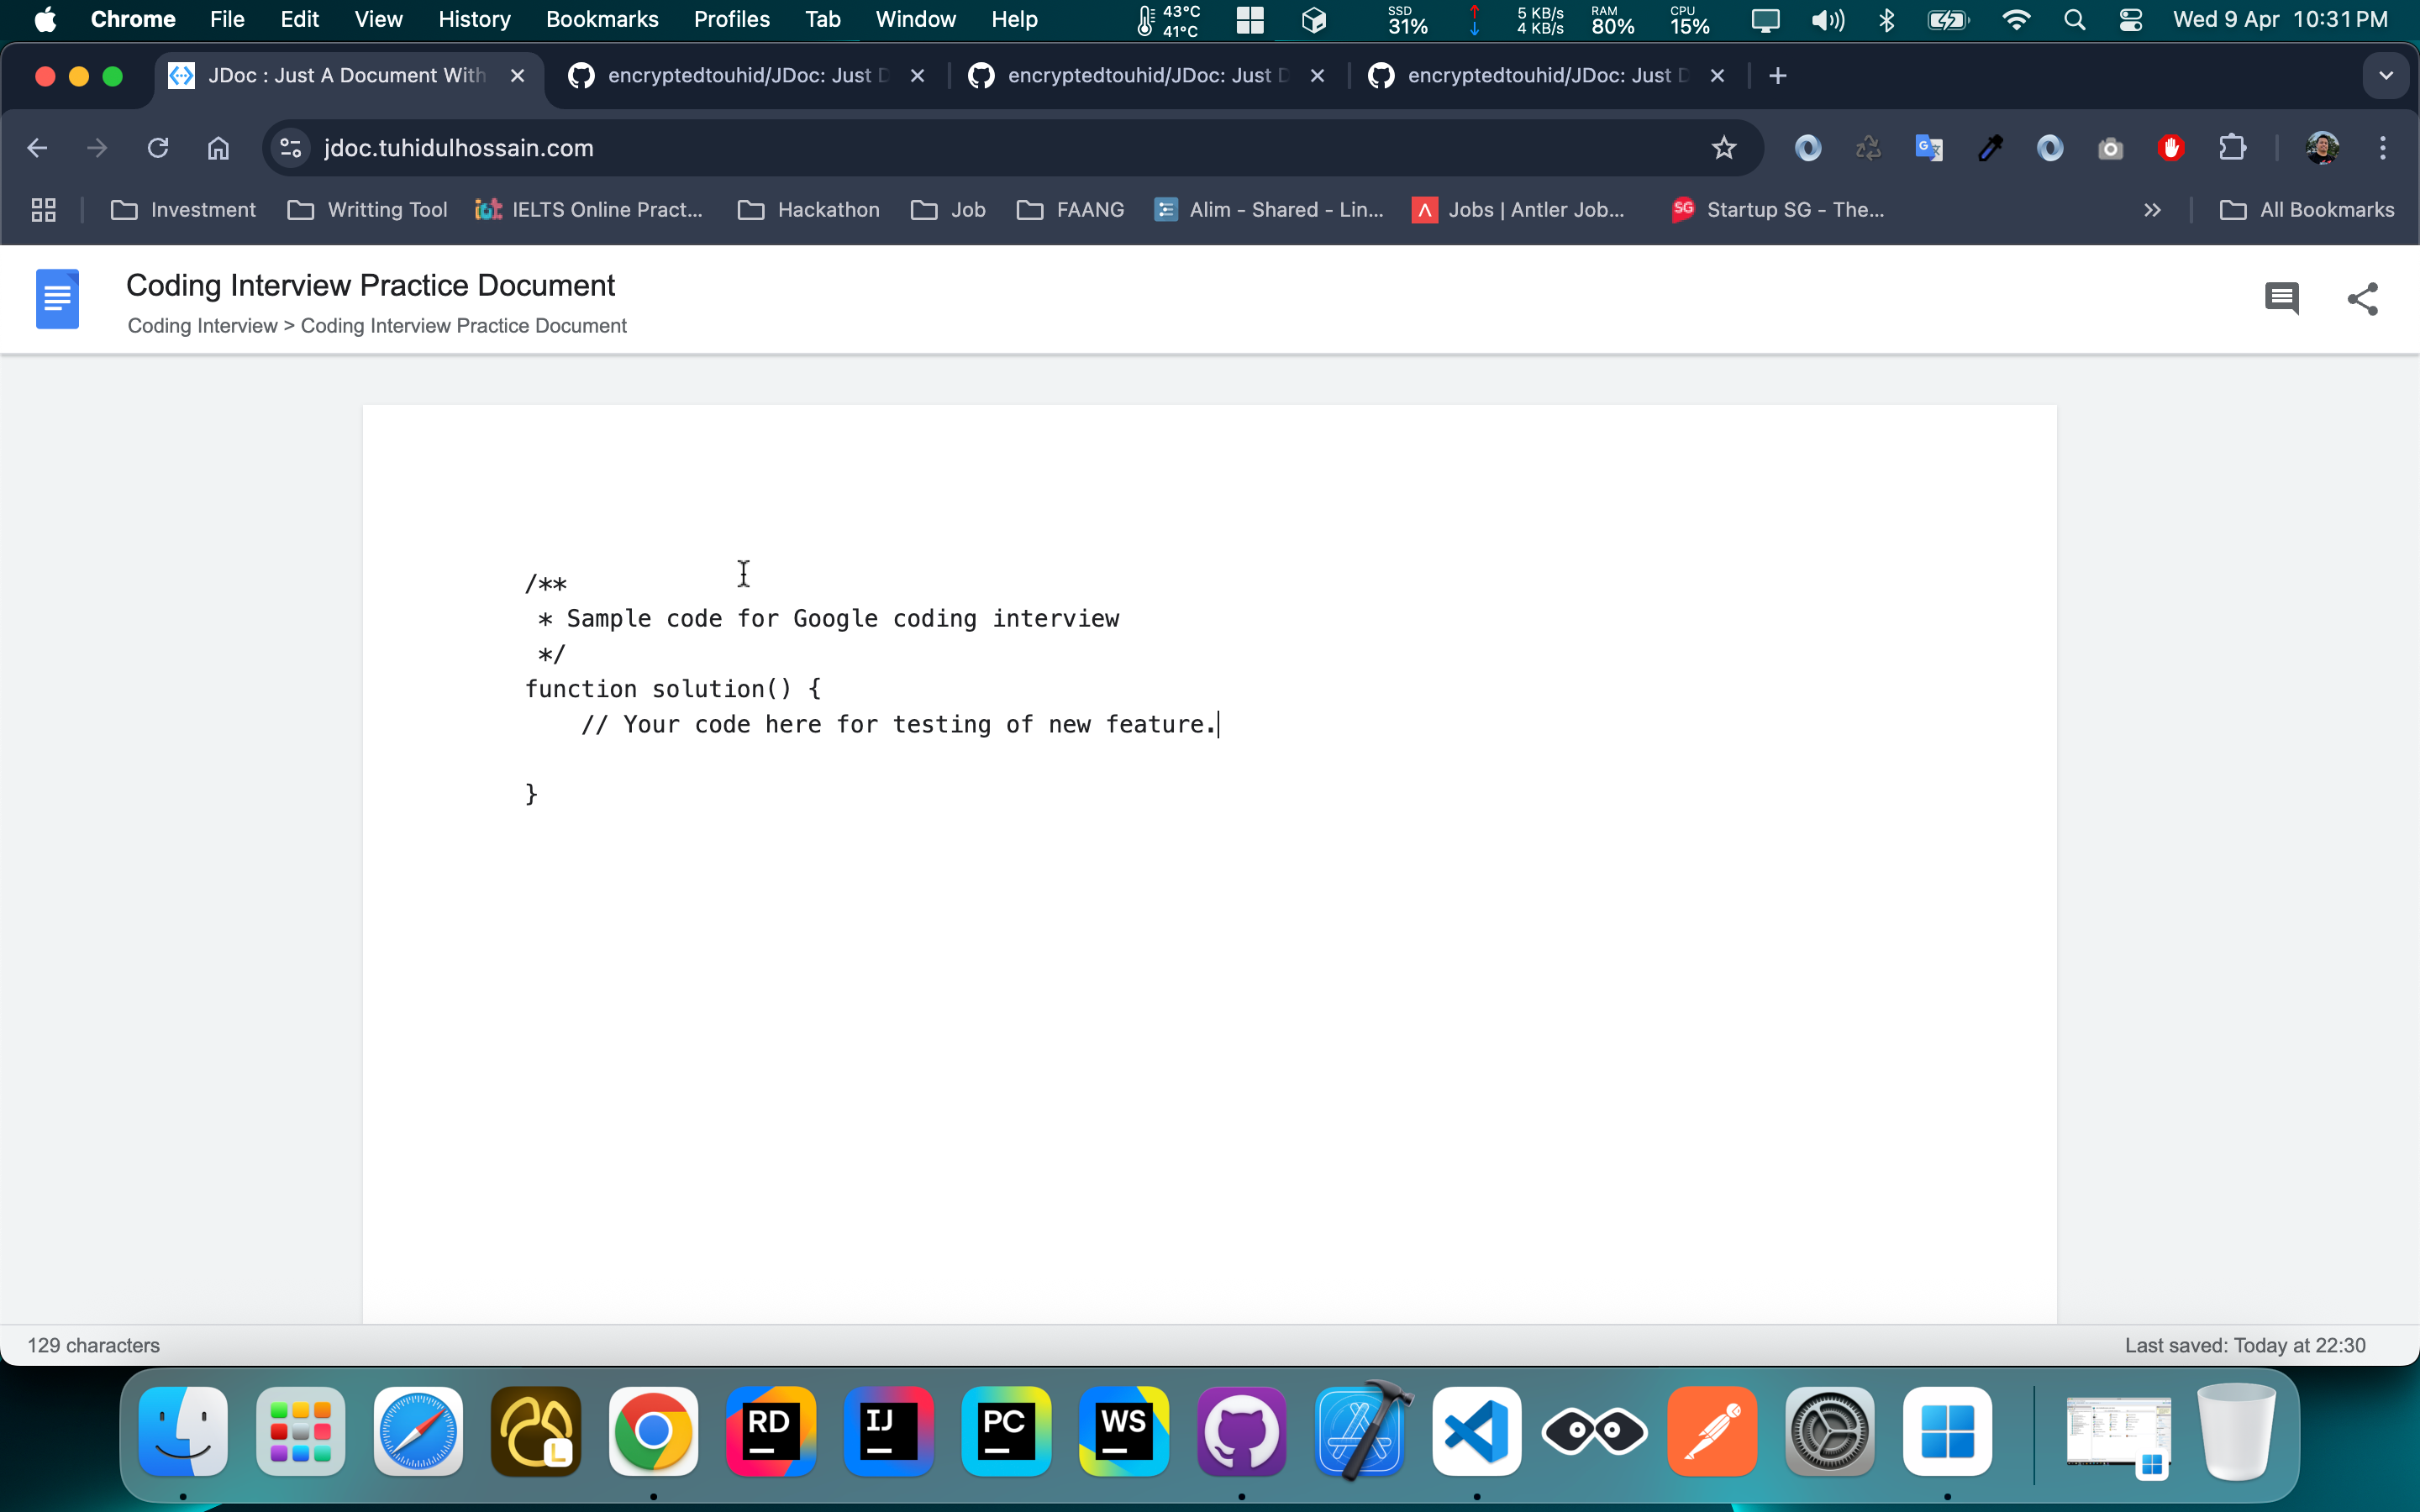 Chrome File Edit View History Bookmarks Profiles Tab Window Help 43°C 41°C SSD 31% 5 KB/s 4 KB/s RAM 80% CPU 15% Wed 9 Apr 10:31 PM
JDoc : Just A Document With encryptedtouhid/JDoc: Just D encryptedtouhid/JDoc: Just D encryptedtouhid/JDoc: Just D
jdoc.tuhidulhossain.com
Investment Writting Tool IELTS Online Pract... Hackathon Job FAANG Alim - Shared - Lin... Jobs | Antler Job... SG Startup SG - The... All Bookmarks
Coding Interview Practice Document
Coding Interview > Coding Interview Practice Document
/**
* Sample code for Google coding interview
*/
function solution() {
// Your code here for testing of new feature.
}
129 characters Last saved: Today at 22:30
L RD IJ PC WS